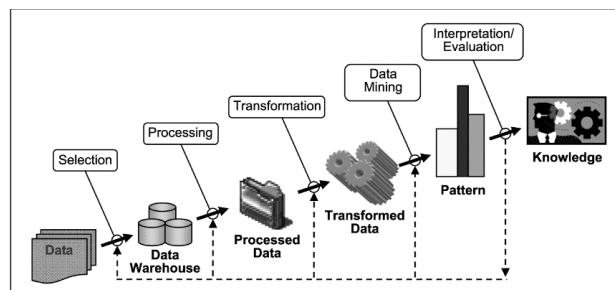 Interpretation/
Evaluation
Data
Mining
Transformation
Processing
Selection
Knowledge
Pattern
Transformed
Data
Processed
Data
Data
Warehouse
Data